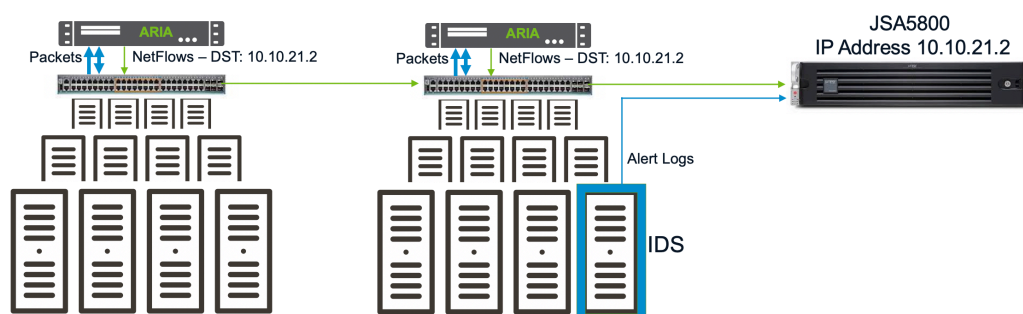 ARIA
Packets
NetFlows – DST: 10.10.21.2
ARIA
Packets
NetFlows – DST: 10.10.21.2
JSA5800
IP Address 10.10.21.2
Alert Logs
IDS